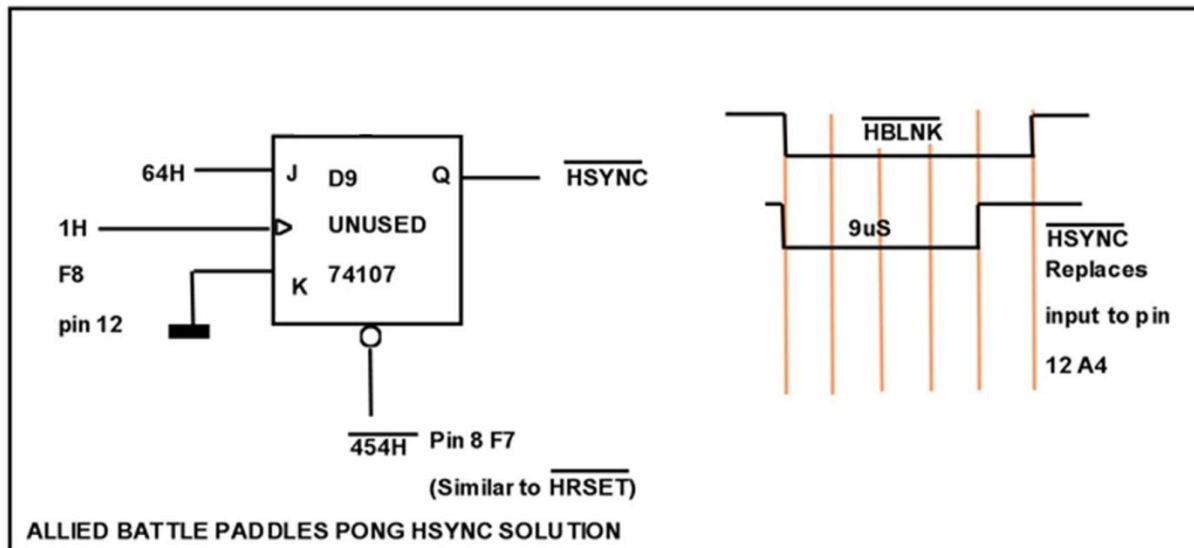 64H
J
D9
Q
HSYNC
1H
UNUSED
F8
74107
K
pin 12
454H Pin 8 F7
(Similar to HRSET)
HBLNK
9uS
HSYNC
Replaces
input to pin
12 A4
ALLIED BATTLE PADDLES PONG HSYNC SOLUTION